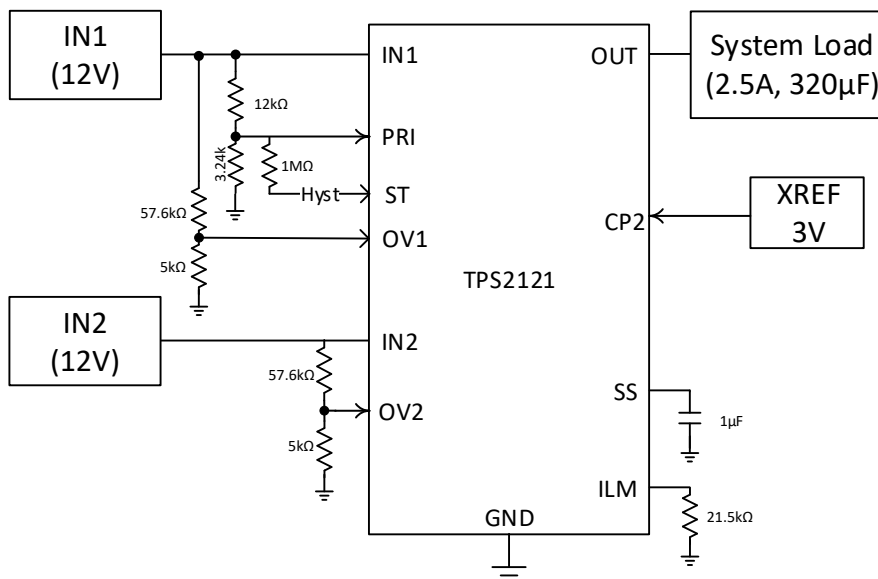 IN1
(12V)
IN1
OUT
System Load
(2.5A, 320µF)
12kΩ
PRI
3.24k
1MΩ
Hyst
ST
57.6kΩ
OV1
5kΩ
CP2
XREF
3V
TPS2121
IN2
(12V)
IN2
57.6kΩ
OV2
5kΩ
SS
1µF
ILM
21.5kΩ
GND